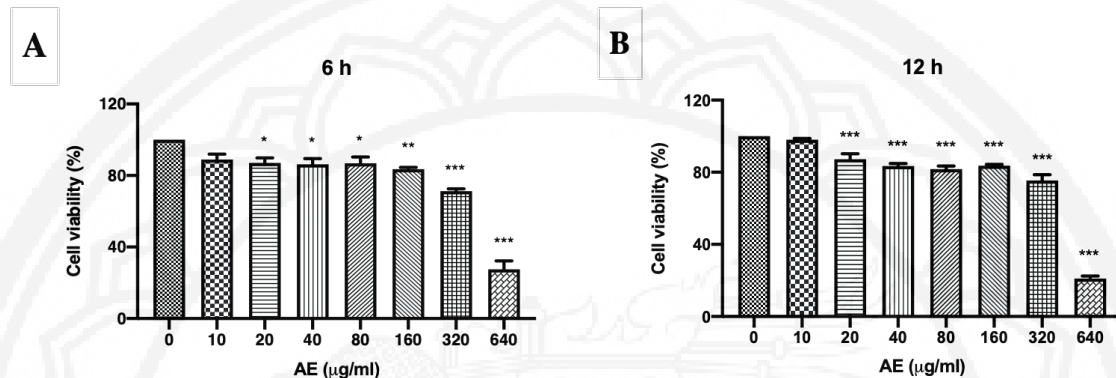 A
6 h
Cell viability (%)
120
80
40
0
* * * ** *** ***
0 10 20 40 80 160 320 640
AE (µg/ml)
B
12 h
Cell viability (%)
120
80
40
0
*** *** *** *** *** ***
0 10 20 40 80 160 320 640
AE (µg/ml)